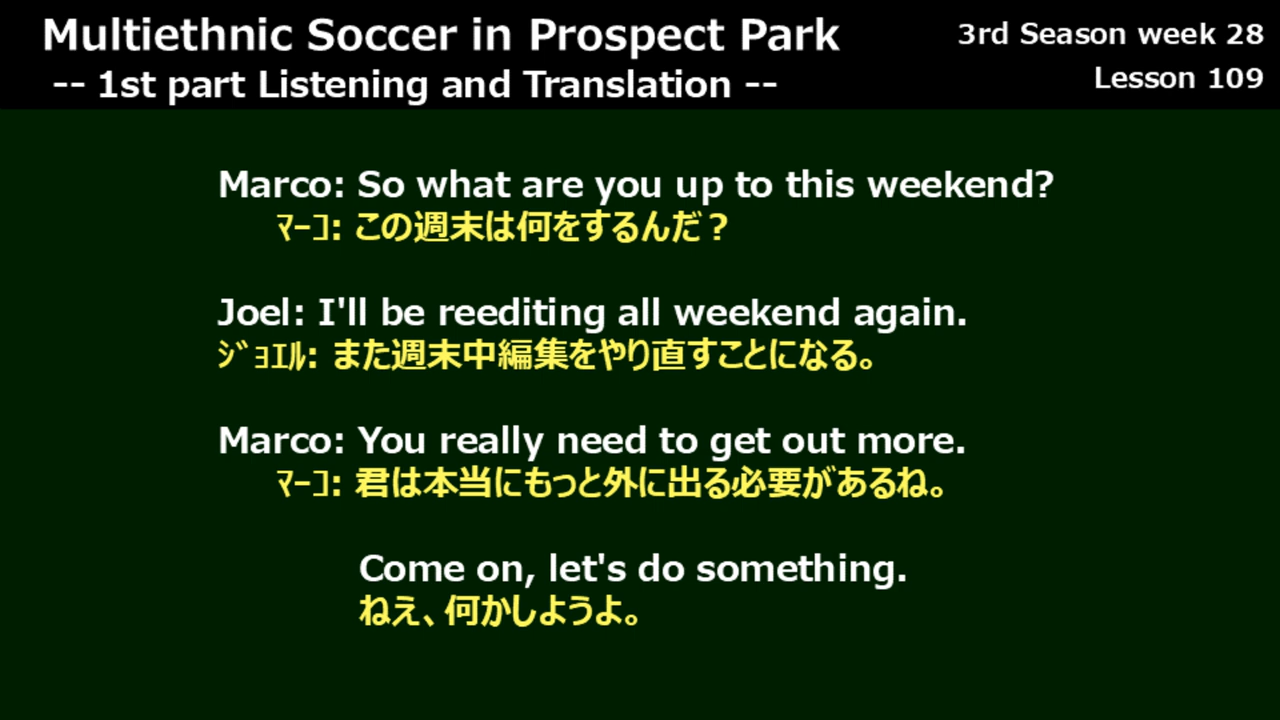 Multiethnic Soccer in Prospect Park
-- 1st part Listening and Translation --
3rd Season week 28
Lesson 109
Marco: So what are you up to this weekend?
ﾏｰｺ: この週末は何をするんだ？
Joel: I'll be reediting all weekend again.
ｼﾞｮｴﾙ: また週末中編集をやり直すことになる。
Marco: You really need to get out more.
ﾏｰｺ: 君は本当にもっと外に出る必要があるね。
Come on, let's do something.
ねえ、何かしようよ。